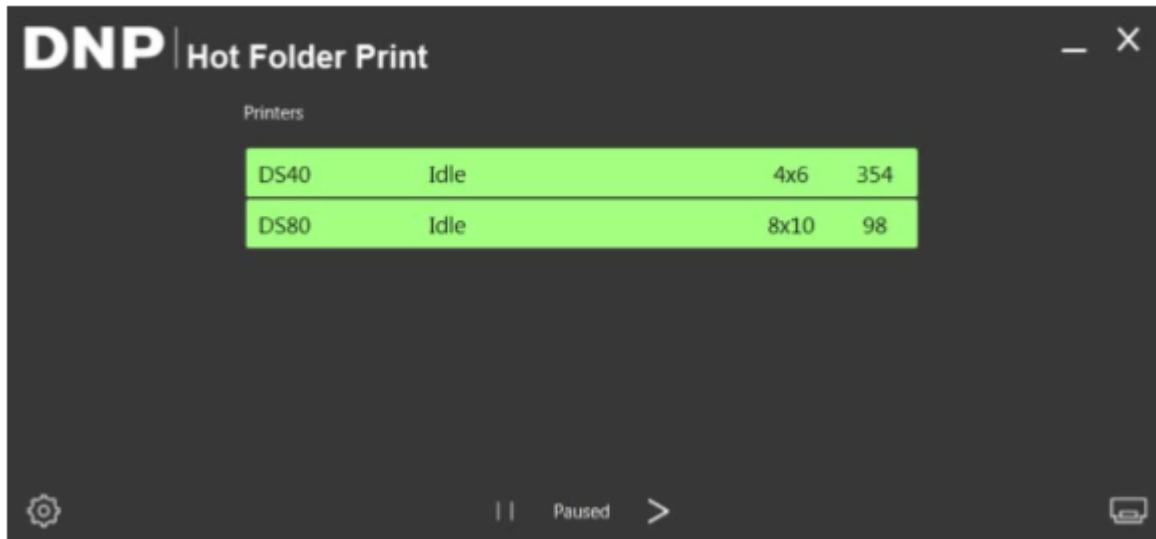 DNP Hot Folder Print
Printers
DS40 Idle 4x6 354
DS80 Idle 8x10 98
Paused